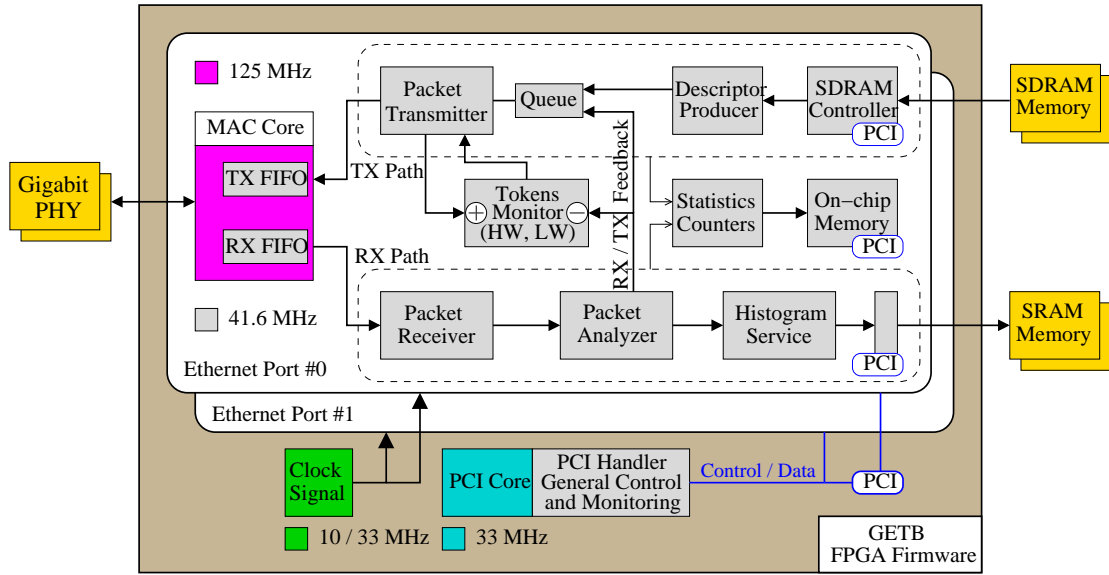 125 MHz
Packet
Transmitter
Queue
Descriptor
Producer
SDRAM
Controller
PCI
SDRAM
Memory
MAC Core
TX FIFO
TX Path
Gigabit
PHY
Tokens
Monitor
(HW, LW)
+
−
RX / TX Feedback
Statistics
Counters
On−chip
Memory
PCI
RX FIFO
RX Path
41.6 MHz
Packet
Receiver
Packet
Analyzer
Histogram
Service
PCI
SRAM
Memory
Ethernet Port #0
Ethernet Port #1
Clock
Signal
PCI Core
PCI Handler
General Control
and Monitoring
Control / Data
PCI
10 / 33 MHz
33 MHz
GETB
FPGA Firmware